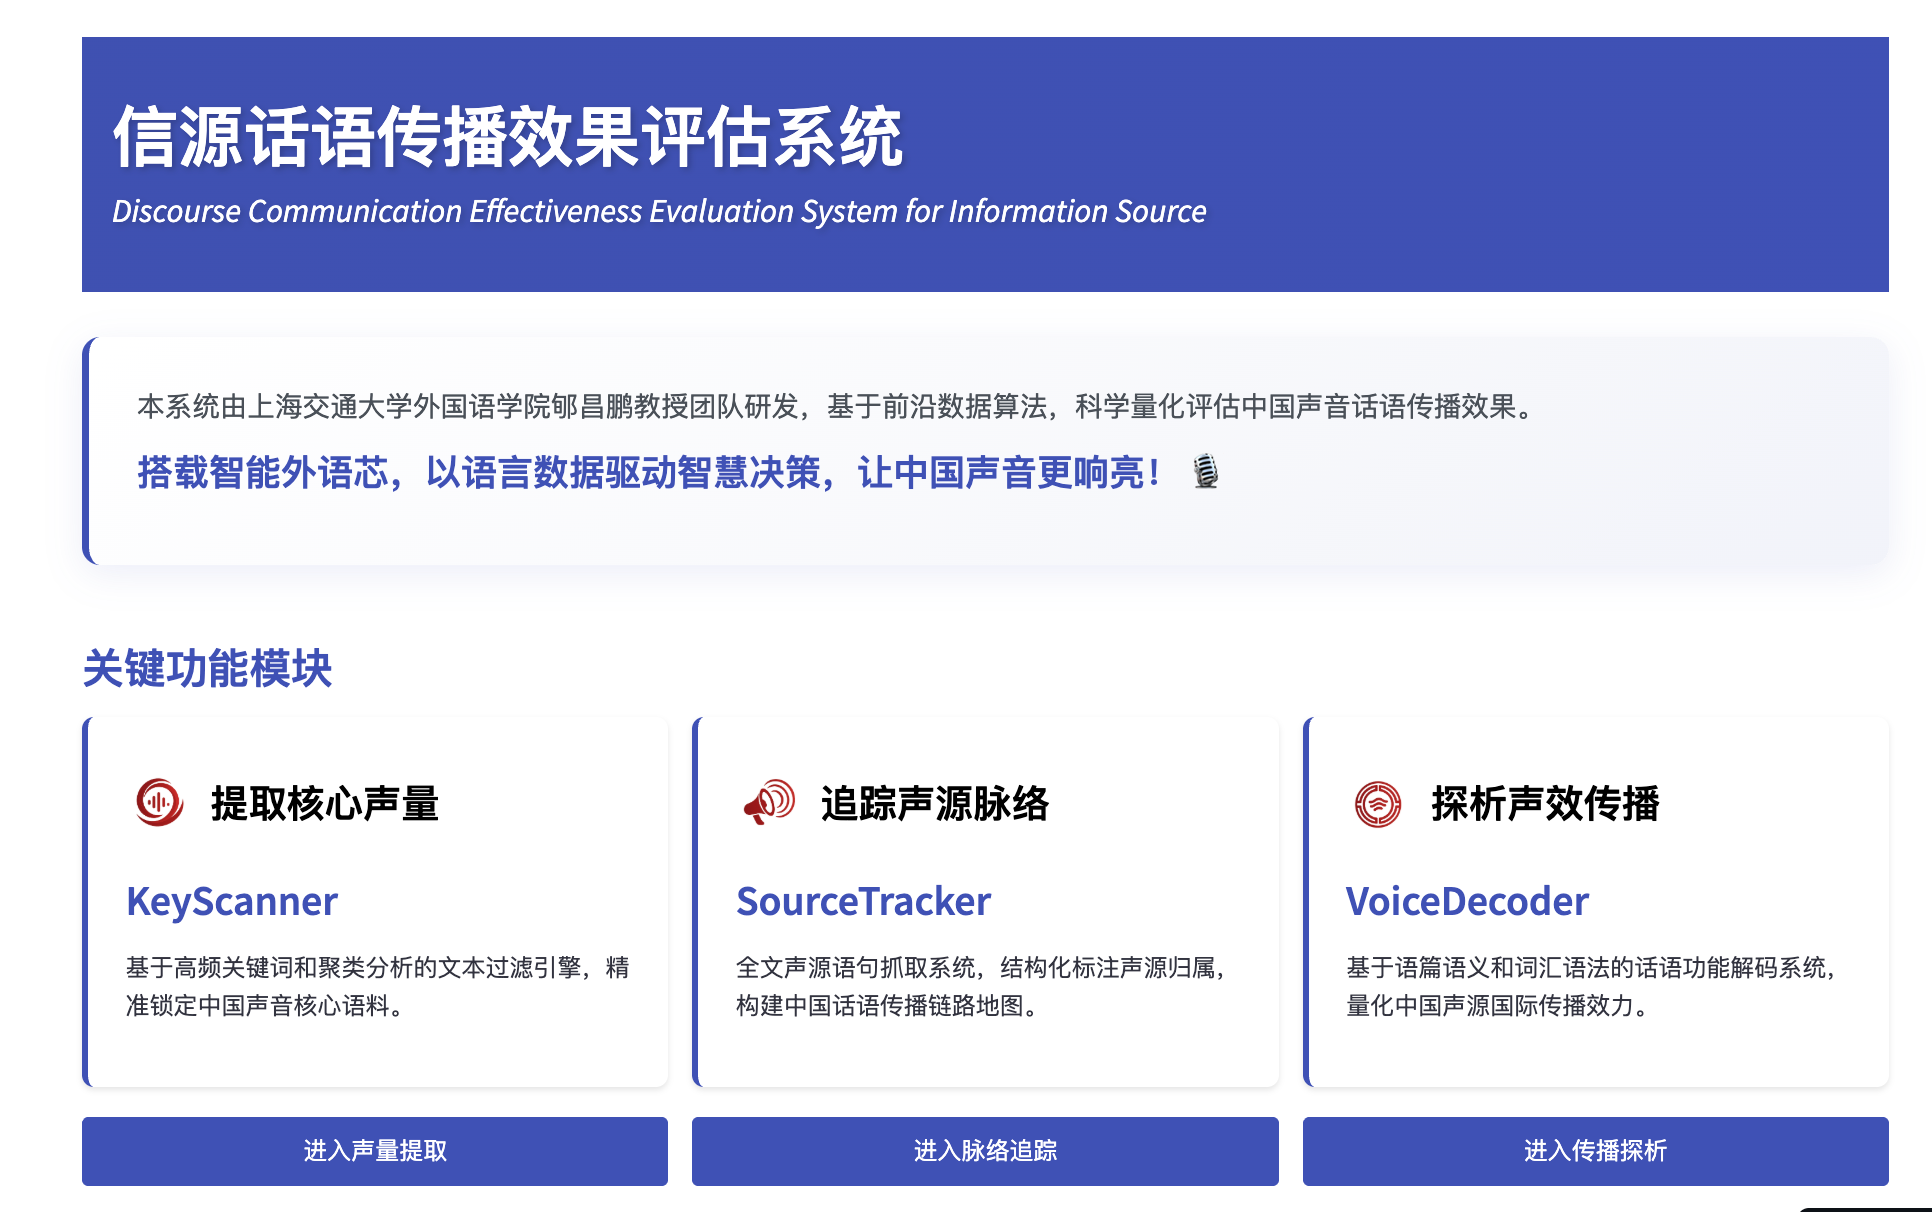 信源话语传播效果评估系统
Discourse Communication Effectiveness Evaluation System for Information Source
本系统由上海交通大学外国语学院郇昌鹏教授团队研发，基于前沿数据算法，科学量化评估中国声音话语传播效果。
搭载智能外语芯，以语言数据驱动智慧决策，让中国声音更响亮！
关键功能模块
提取核心声量
KeyScanner
基于高频关键词和聚类分析的文本过滤引擎，精
准锁定中国声音核心语料。
进入声量提取
追踪声源脉络
SourceTracker
全文声源语句抓取系统，结构化标注声源归属，
构建中国话语传播链路地图。
进入脉络追踪
探析声效传播
VoiceDecoder
基于语篇语义和词汇语法的话语功能解码系统，
量化中国声源国际传播效力。
进入传播探析